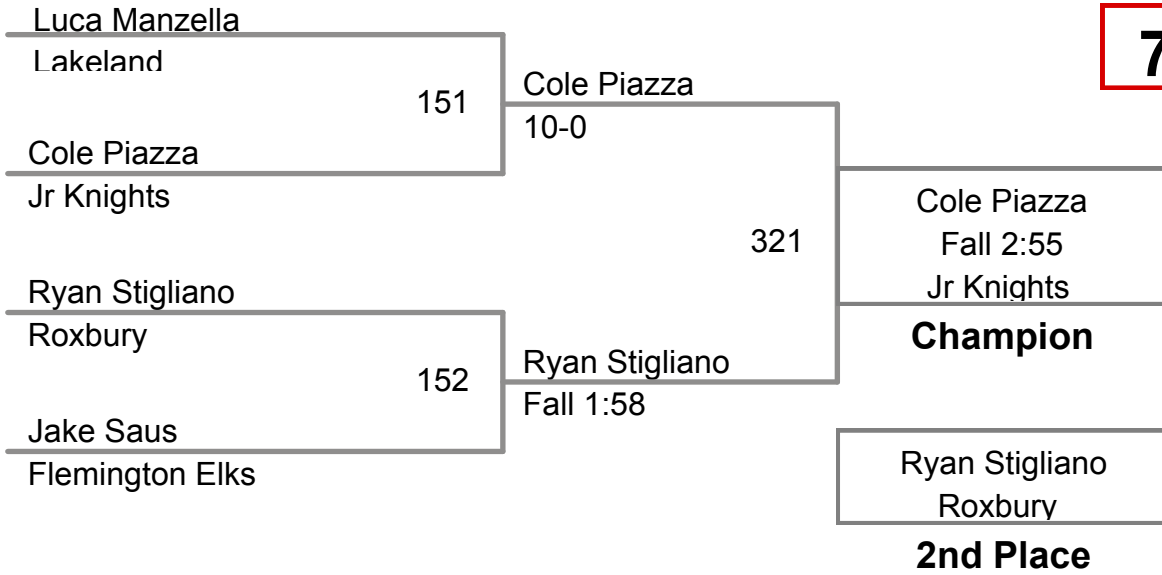 Luca Manzella
Lakeland
151
Cole Piazza
10-0
Cole Piazza
Jr Knights
321
Cole Piazza
Fall 2:55
Jr Knights
Champion
Ryan Stigliano
Roxbury
152
Ryan Stigliano
Fall 1:58
Jake Saus
Flemington Elks
Ryan Stigliano
Roxbury
2nd Place